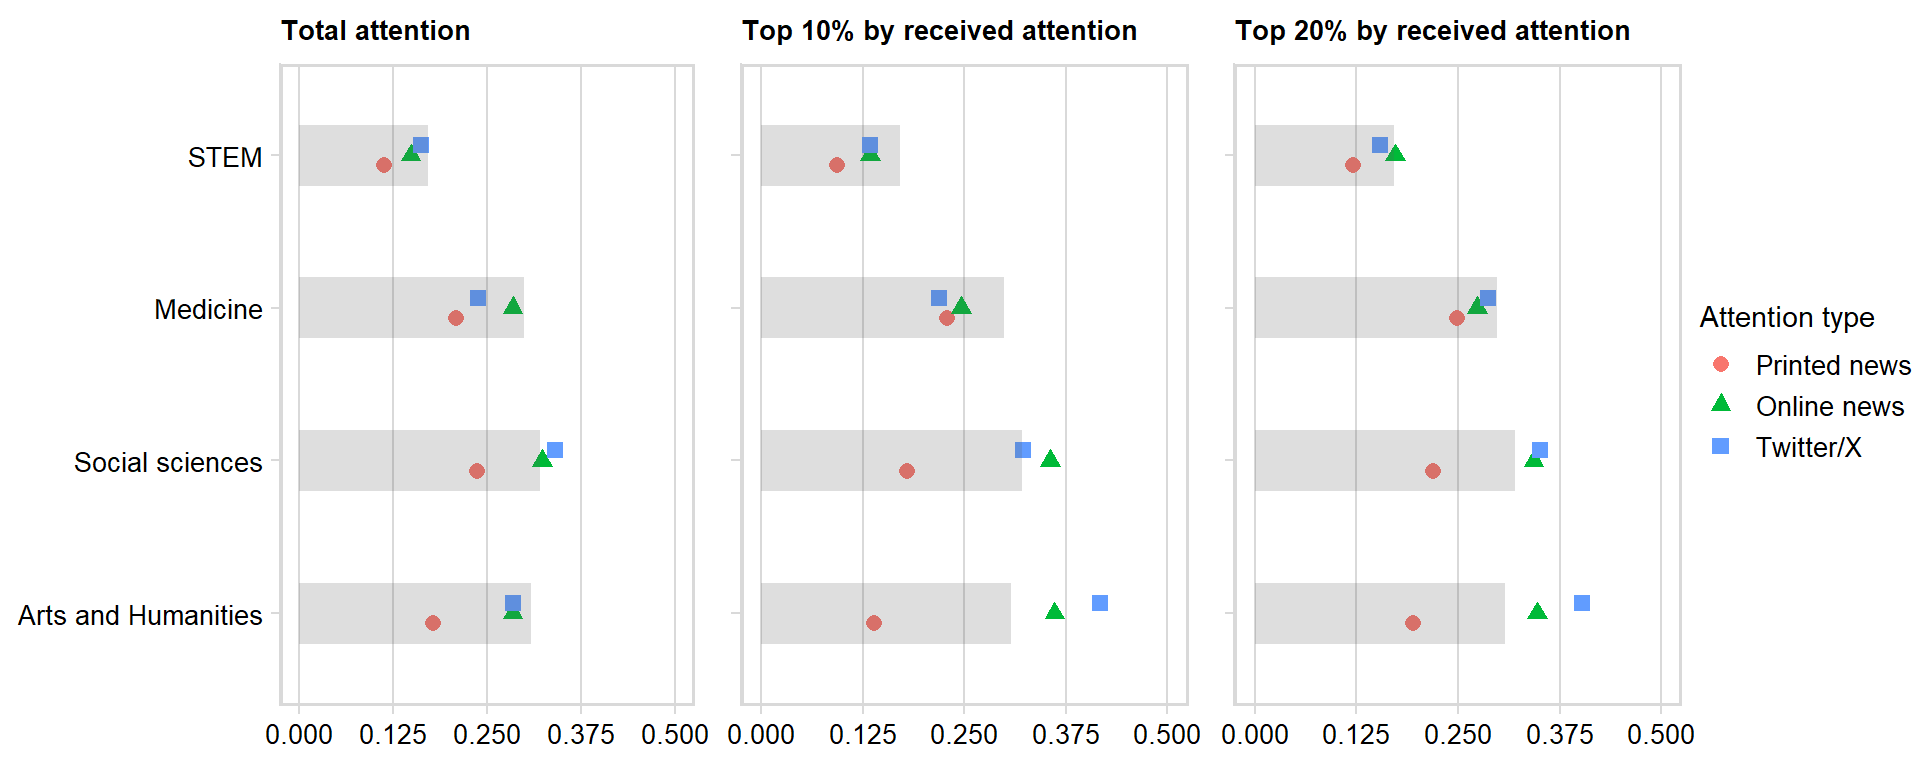 Total attention
Top 10% by received attention
Top 20% by received attention
STEM
Medicine
Social sciences
Arts and Humanities
0.000 0.125 0.250 0.375 0.500
0.000 0.125 0.250 0.375 0.500
0.000 0.125 0.250 0.375 0.500
Attention type
Printed news
Online news
Twitter/X